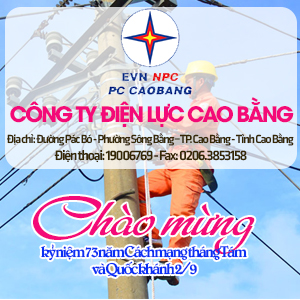 EVN NPC
PC CAOBANG
CÔNG TY ĐIỆN LỰC CAO BẰNG
Địa chỉ: Đường Pác Bó - Phường Sông Bằng - TP. Cao Bằng - Tỉnh Cao Bằng
Điện thoại: 19006769 - Fax: 0206.3853158
Chào mừng
kỷ niệm 73 năm Cách mạng tháng Tám
và Quốc khánh 2/9